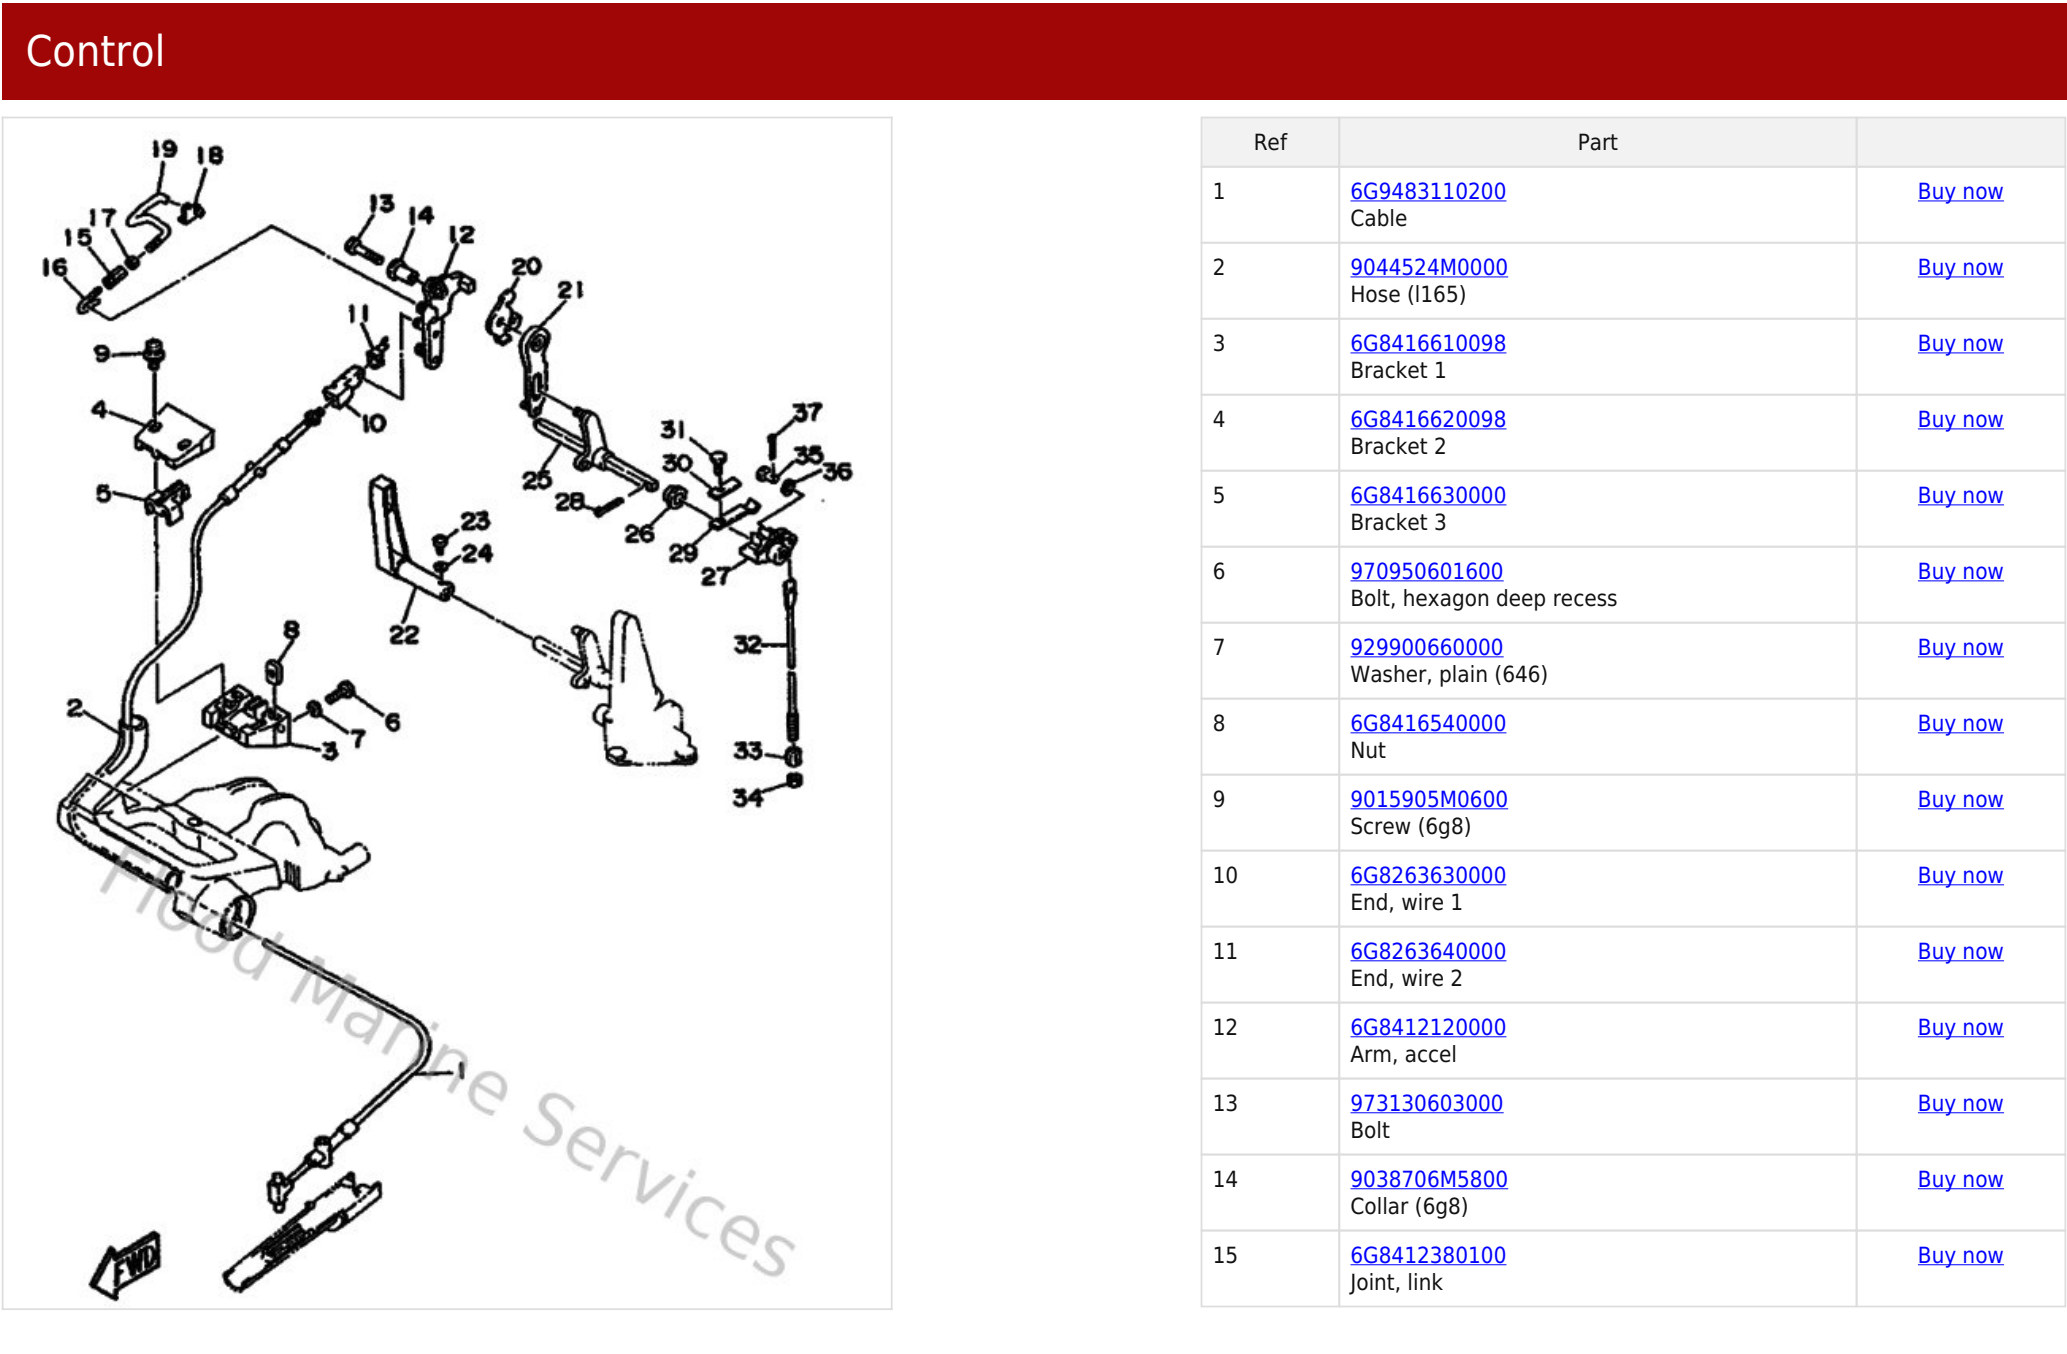 Control
19
18
13
17
14
15
12
16
20
21
11
9
4
10
37
31
35
30
36
5
25
28
23
26
24
29
27
8
22
32
2
6
7
3
33
34
1
FWD
Flood Marine Services
Ref Part
1 6G9483110200 Buy now
Cable
2 9044524M0000 Buy now
Hose (l165)
3 6G8416610098 Buy now
Bracket 1
4 6G8416620098 Buy now
Bracket 2
5 6G8416630000 Buy now
Bracket 3
6 970950601600 Buy now
Bolt, hexagon deep recess
7 929900660000 Buy now
Washer, plain (646)
8 6G8416540000 Buy now
Nut
9 9015905M0600 Buy now
Screw (6g8)
10 6G8263630000 Buy now
End, wire 1
11 6G8263640000 Buy now
End, wire 2
12 6G8412120000 Buy now
Arm, accel
13 973130603000 Buy now
Bolt
14 9038706M5800 Buy now
Collar (6g8)
15 6G8412380100 Buy now
Joint, link